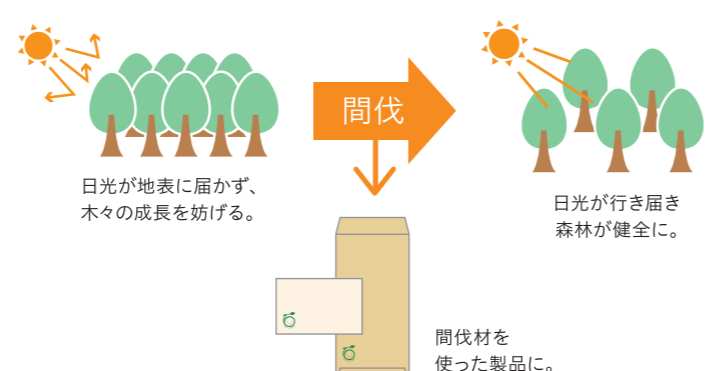 間伐
日光が地表に届かず、
木々の成長を妨げる。
日光が行き届き
森林が健全に。
間伐材を
使った製品に。